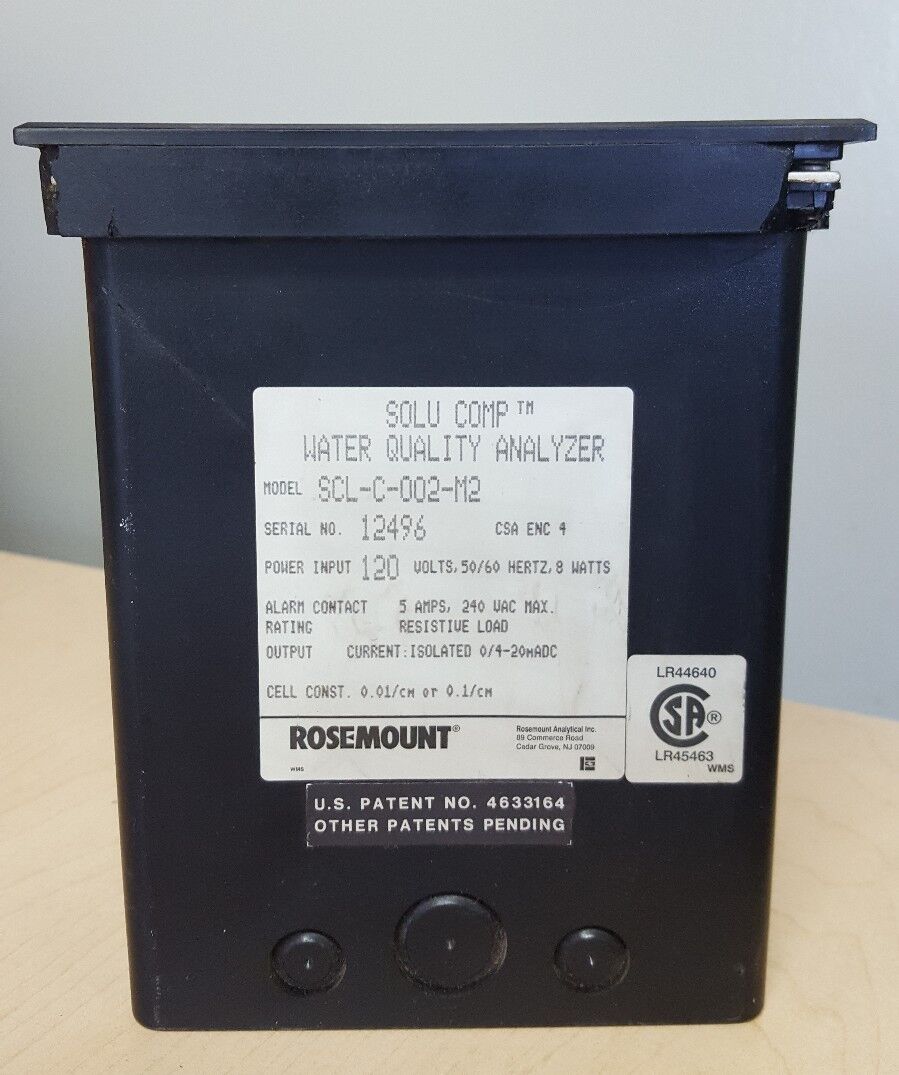 SOLU COMP™
WATER QUALITY ANALYZER
MODEL SCL-C-002-M2
SERIAL NO. 12496 CSA ENC 4
POWER INPUT 120 VOLTS, 50/60 HERTZ, 8 WATTS
ALARM CONTACT 5 AMPS, 240 VAC MAX.
RATING RESISTIVE LOAD
OUTPUT CURRENT: ISOLATED 0/4-20mADC
CELL CONST. 0.01/cm or 0.1/cm
ROSEMOUNT®
Rosemount Analytical Inc.
89 Commerce Road
Cedar Grove, NJ 07009
WMS
LR44640
CSA®
LR45463
WMS
U.S. PATENT NO. 4633164
OTHER PATENTS PENDING